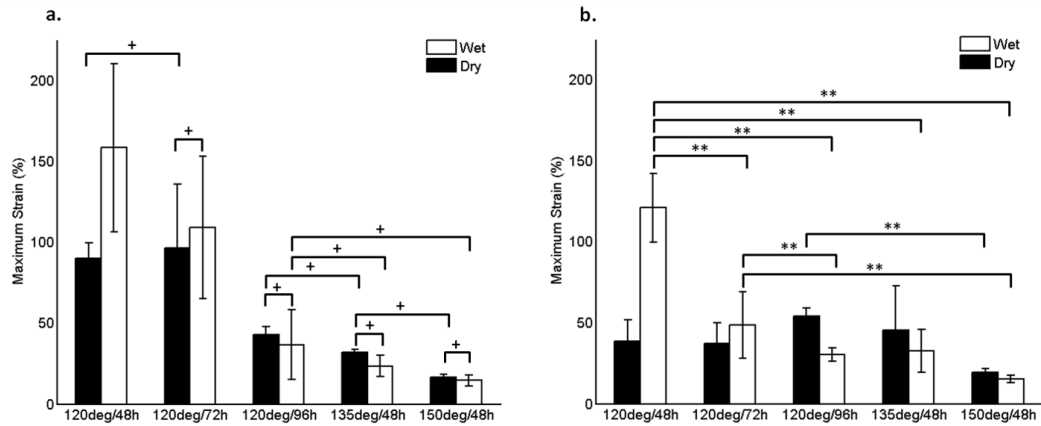 a.
Maximum Strain (%)
200
150
100
50
0
Wet
Dry
+
+
+
+
+
+
+
+
+
120deg/48h 120deg/72h 120deg/96h 135deg/48h 150deg/48h
b.
Maximum Strain (%)
200
150
100
50
0
Wet
Dry
**
**
**
**
**
**
**
120deg/48h 120deg/72h 120deg/96h 135deg/48h 150deg/48h